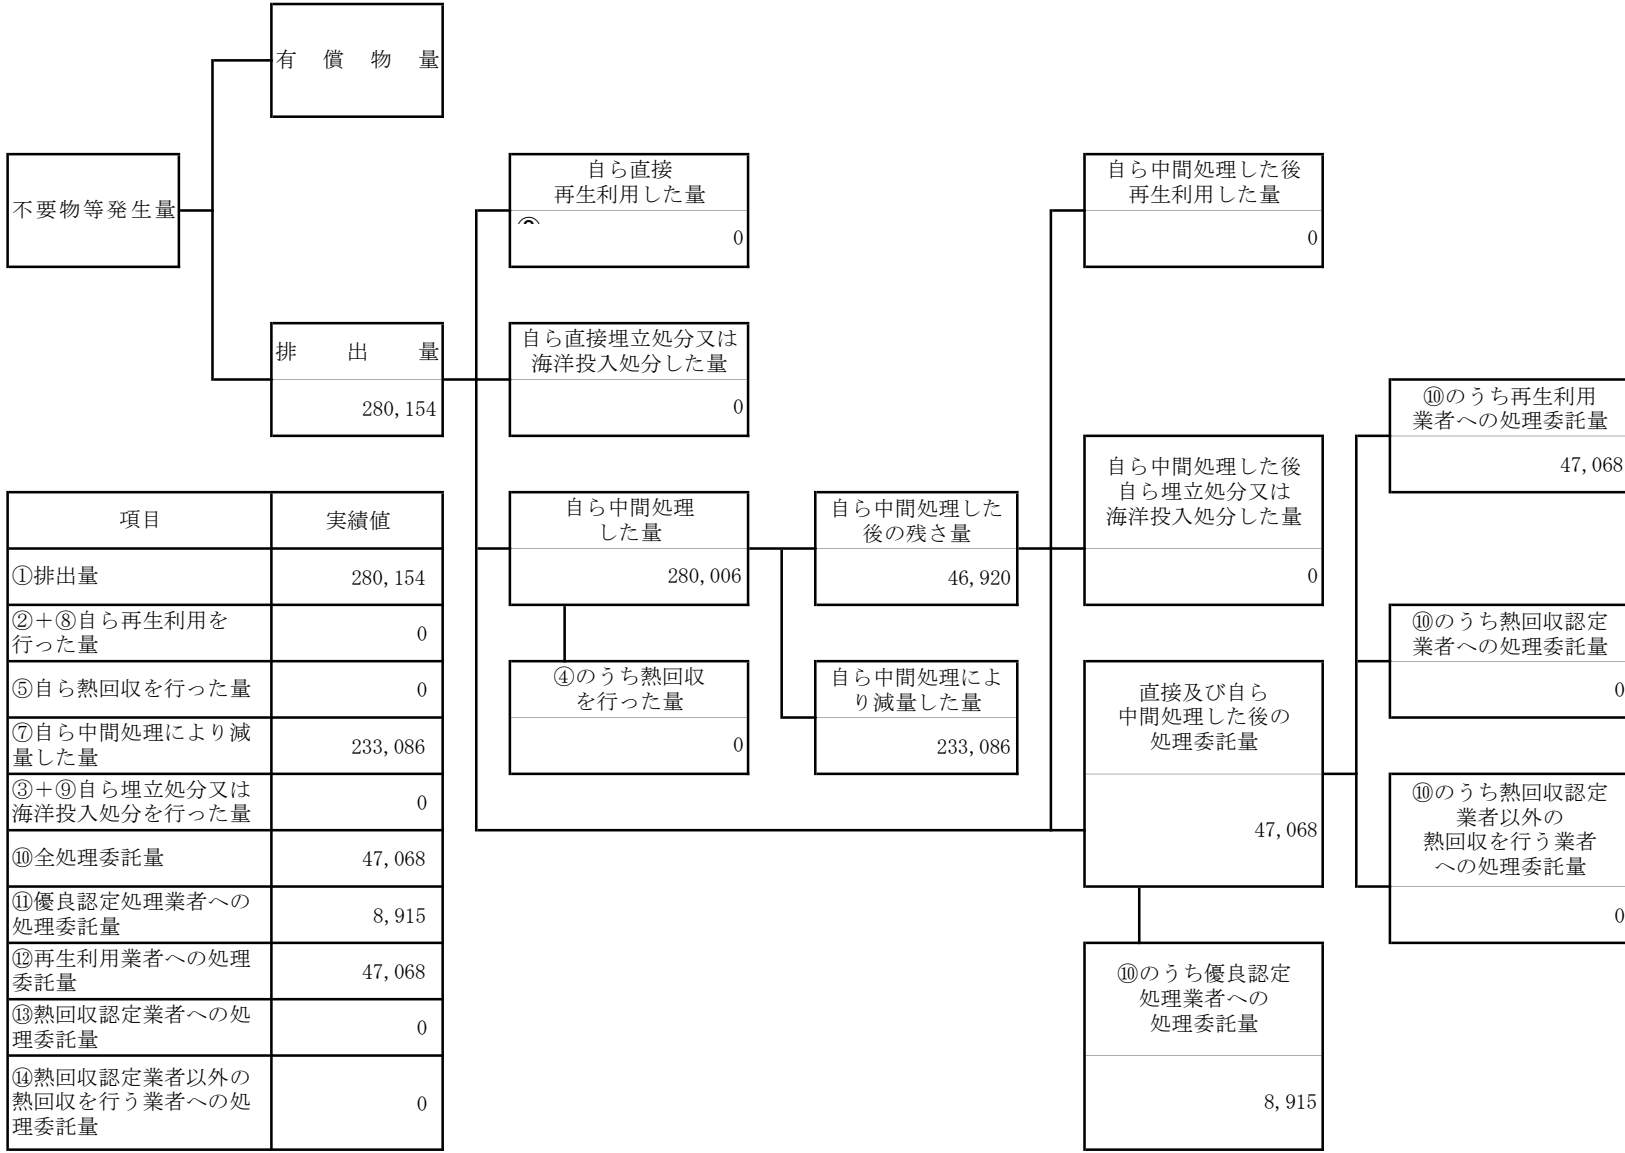 有償物量
不要物等発生量
自ら直接
再生利用した量
0
自ら中間処理した後
再生利用した量
0
排出量
280,154
自ら直接埋立処分又は
海洋投入処分した量
0
⑩のうち再生利用
業者への処理委託量
47,068
自ら中間処理
した量
280,006
自ら中間処理した
後の残さ量
46,920
自ら中間処理した後
自ら埋立処分又は
海洋投入処分した量
0
⑩のうち熱回収認定
業者への処理委託量
0
④のうち熱回収
を行った量
0
自ら中間処理によ
り減量した量
233,086
直接及び自ら
中間処理した後の
処理委託量
47,068
⑩のうち熱回収認定
業者以外の
熱回収を行う業者
への処理委託量
0
⑩のうち優良認定
処理業者への
処理委託量
8,915
項目 実績値
①排出量 280,154
②+⑧自ら再生利用を
行った量 0
⑤自ら熱回収を行った量 0
⑦自ら中間処理により減
量した量 233,086
③+⑨自ら埋立処分又は
海洋投入処分を行った量 0
⑩全処理委託量 47,068
⑪優良認定処理業者への
処理委託量 8,915
⑫再生利用業者への処理
委託量 47,068
⑬熱回収認定業者への処
理委託量 0
⑭熱回収認定業者以外の
熱回収を行う業者への処
理委託量 0